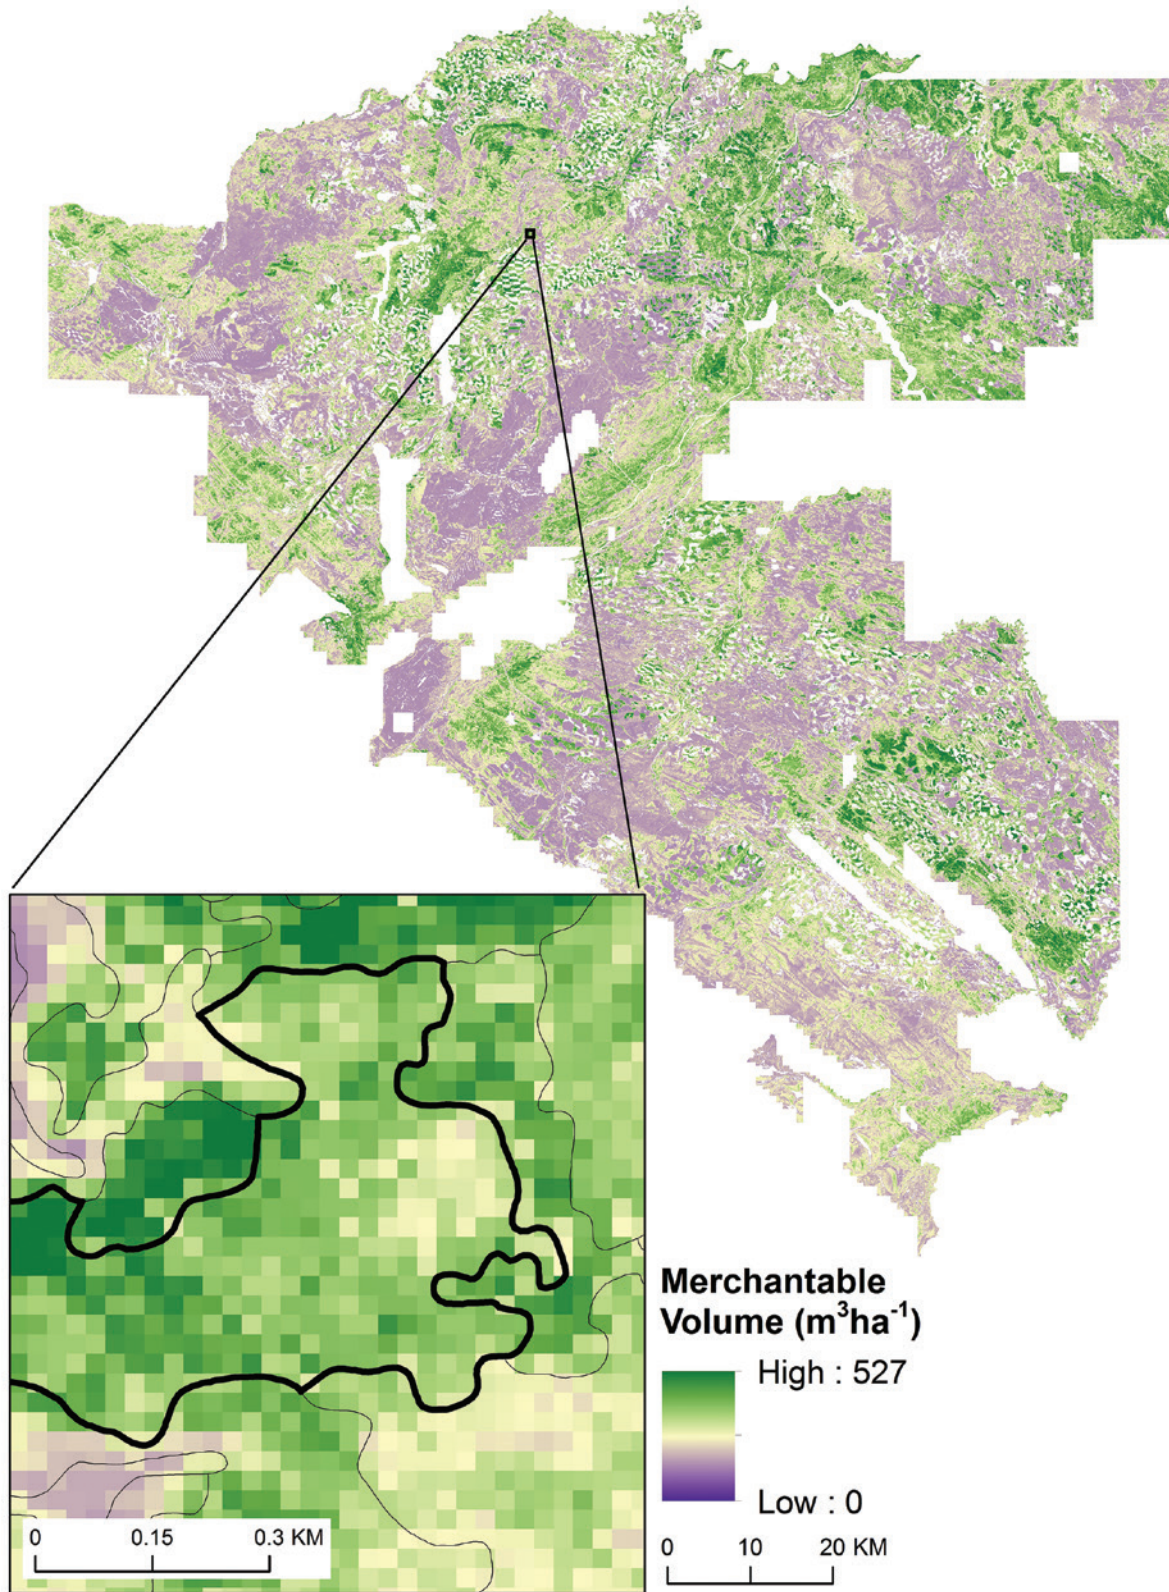 Merchantable
Volume (m³ha⁻¹)
High : 527
Low : 0
0 10 20 KM
0 0.15 0.3 KM